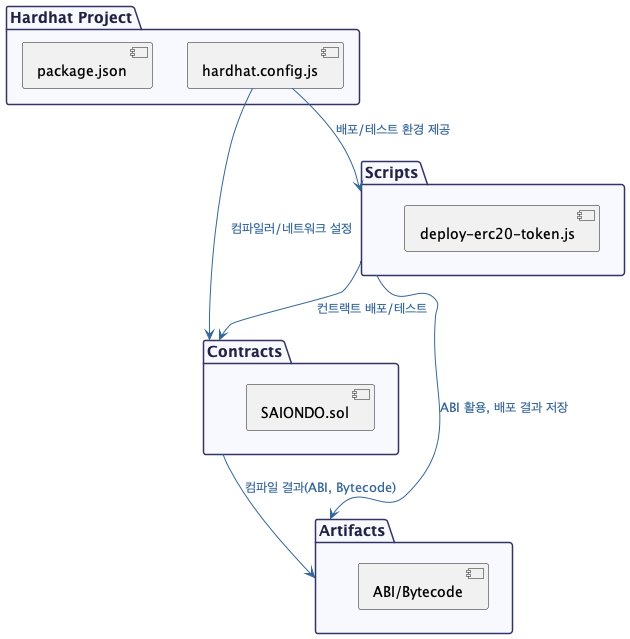 Hardhat Project
package.json
hardhat.config.js
배포/테스트 환경 제공
Scripts
deploy-erc20-token.js
컴파일러/네트워크 설정
컨트랙트 배포/테스트
Contracts
SAIONDO.sol
ABI 활용, 배포 결과 저장
컴파일 결과(ABI, Bytecode)
Artifacts
ABI/Bytecode